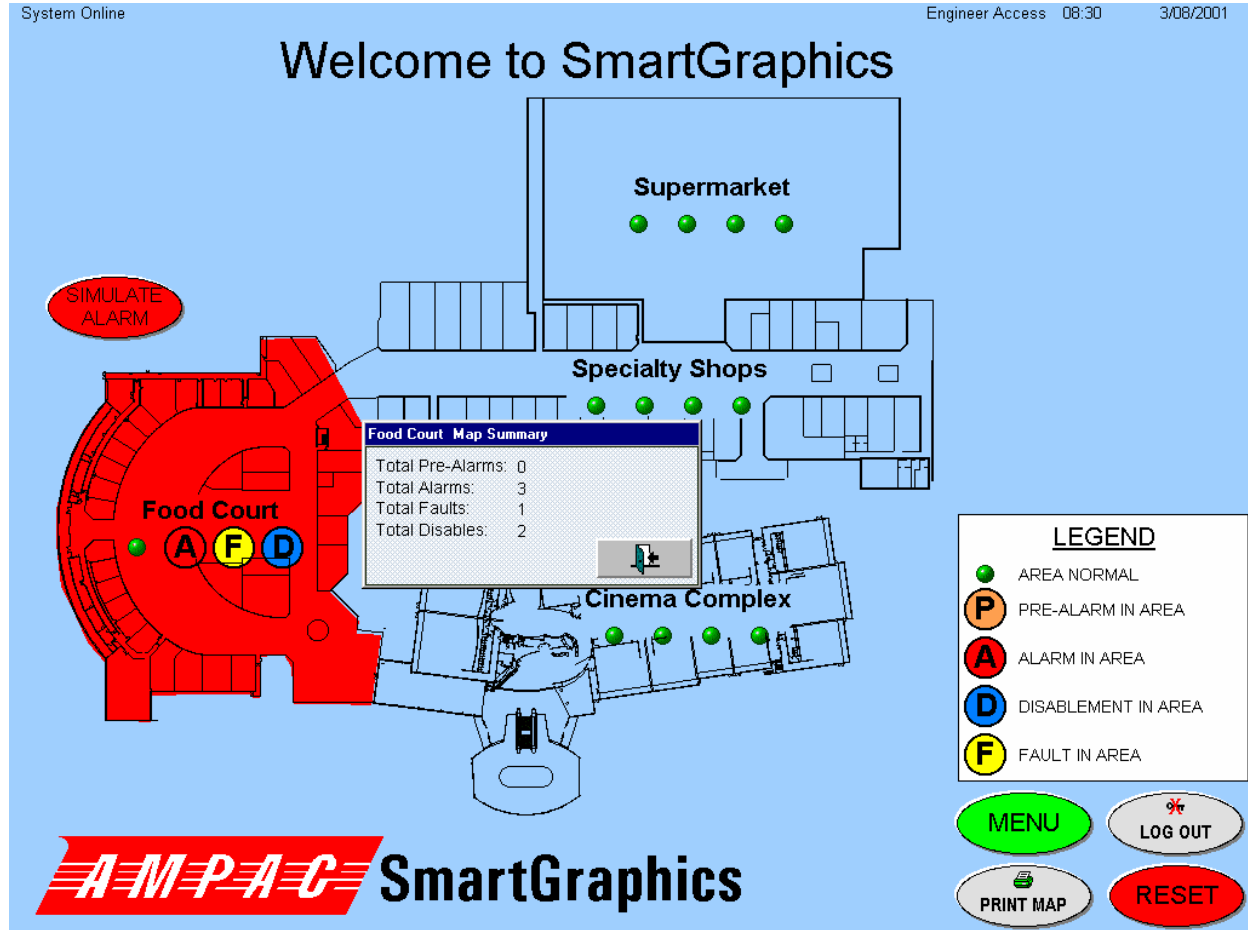 System Online
Engineer Access 08:30 3/08/2001
Welcome to SmartGraphics
Supermarket
SIMULATE
ALARM
Specialty Shops
Food Court Map Summary
Total Pre-Alarms: 0
Total Alarms: 3
Total Faults: 1
Total Disables: 2
Food Court
A F D
Cinema Complex
LEGEND
AREA NORMAL
P PRE-ALARM IN AREA
A ALARM IN AREA
D DISABLEMENT IN AREA
F FAULT IN AREA
MENU
LOG OUT
PRINT MAP
RESET
AMPAC SmartGraphics